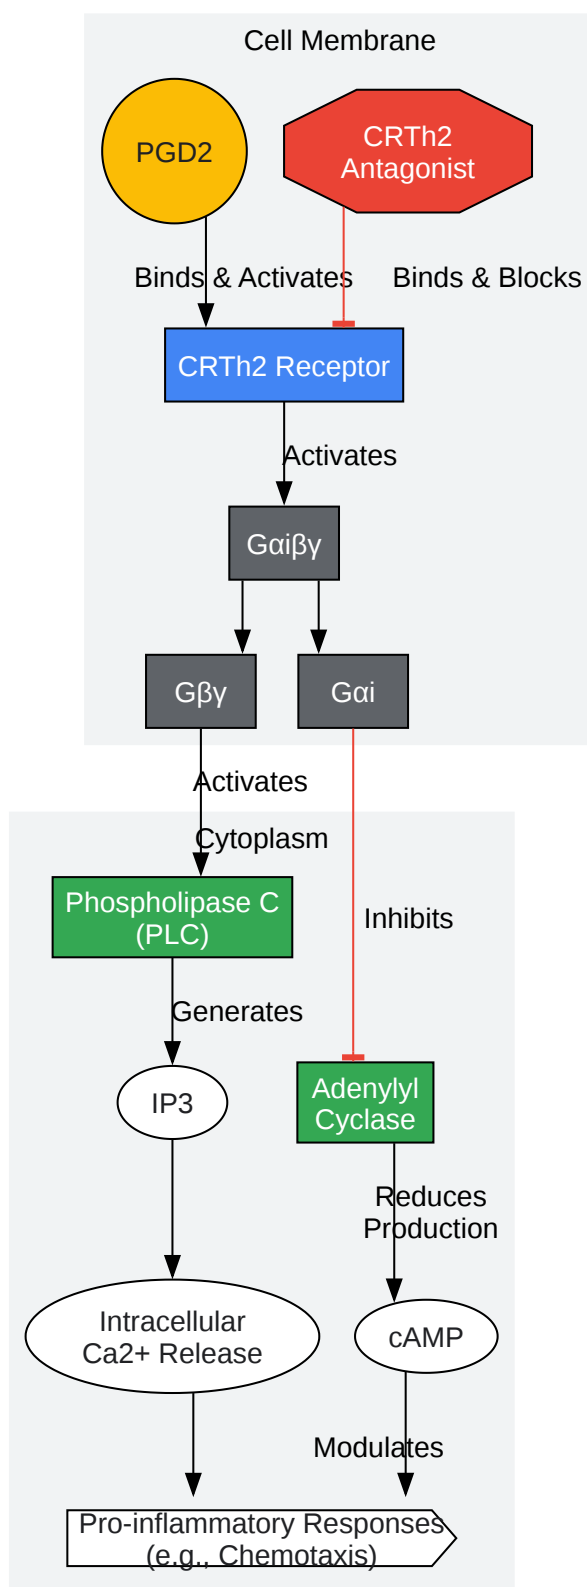 Cell Membrane
PGD2
CRTh2
Antagonist
Binds & Activates
Binds & Blocks
CRTh2 Receptor
Activates
Gαiβγ
Gβγ
Gαi
Activates
Cytoplasm
Phospholipase C
(PLC)
Inhibits
Generates
IP3
Adenylyl
Cyclase
Reduces
Production
Intracellular
Ca2+ Release
cAMP
Modulates
Pro-inflammatory Responses
(e.g., Chemotaxis)